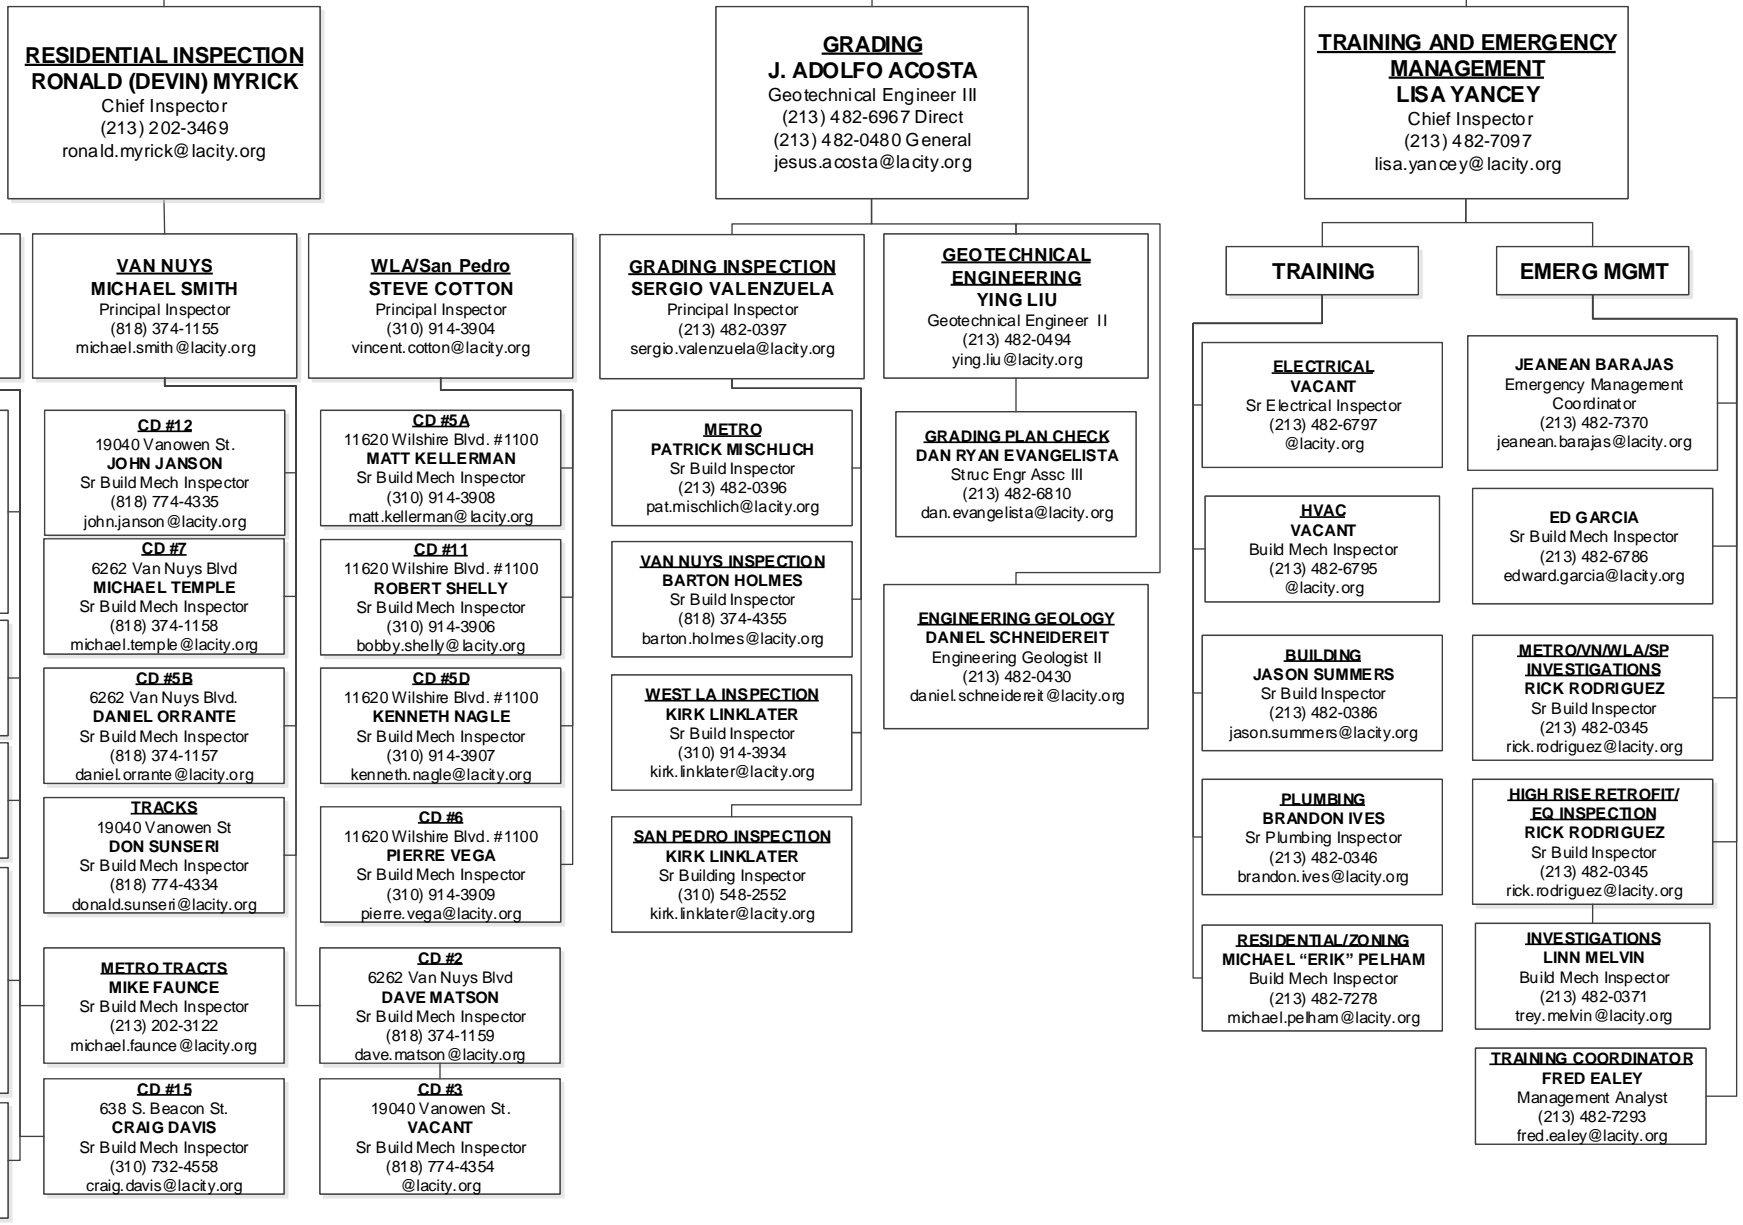 RESIDENTIAL INSPECTION
RONALD (DEVIN) MYRICK
Chief Inspector
(213) 202-3469
ronald.myrick@lacity.org
GRADING
J. ADOLFO ACOSTA
Geotechnical Engineer III
(213) 482-6967 Direct
(213) 482-0480 General
jesus.acosta@lacity.org
TRAINING AND EMERGENCY
MANAGEMENT
LISA YANCEY
Chief Inspector
(213) 482-7097
lisa.yancey@lacity.org
VAN NUYS
MICHAEL SMITH
Principal Inspector
(818) 374-1155
michael.smith@lacity.org
WLA/San Pedro
STEVE COTTON
Principal Inspector
(310) 914-3904
vincent.cotton@lacity.org
GRADING INSPECTION
SERGIO VALENZUELA
Principal Inspector
(213) 482-0397
sergio.valenzuela@lacity.org
GEOTECHNICAL
ENGINEERING
YING LIU
Geotechnical Engineer II
(213) 482-0494
ying.liu@lacity.org
TRAINING
EMERG MGMT
CD #12
19040 Vanowen St.
JOHN JANSON
Sr Build Mech Inspector
(818) 774-4335
john.janson@lacity.org
CD #7
6262 Van Nuys Blvd
MICHAEL TEMPLE
Sr Build Mech Inspector
(818) 374-1158
michael.temple@lacity.org
CD #5B
6262 Van Nuys Blvd.
DANIEL ORRANTE
Sr Build Mech Inspector
(818) 374-1157
daniel.orrante@lacity.org
TRACKS
19040 Vanowen St
DON SUNSERI
Sr Build Mech Inspector
(818) 774-4334
donald.sunseri@lacity.org
METRO TRACTS
MIKE FAUNCE
Sr Build Mech Inspector
(213) 202-3122
michael.faunce@lacity.org
CD #15
638 S. Beacon St.
CRAIG DAVIS
Sr Build Mech Inspector
(310) 732-4558
craig.davis@lacity.org
CD #5A
11620 Wilshire Blvd. #1100
MATT KELLERMAN
Sr Build Mech Inspector
(310) 914-3908
matt.kellerman@lacity.org
CD #11
11620 Wilshire Blvd. #1100
ROBERT SHELLY
Sr Build Mech Inspector
(310) 914-3906
bobby.shelly@lacity.org
CD #5D
11620 Wilshire Blvd. #1100
KENNETH NAGLE
Sr Build Mech Inspector
(310) 914-3907
kenneth.nagle@lacity.org
CD #6
11620 Wilshire Blvd. #1100
PIERRE VEGA
Sr Build Mech Inspector
(310) 914-3909
pierre.vega@lacity.org
CD #2
6262 Van Nuys Blvd
DAVE MATSON
Sr Build Mech Inspector
(818) 374-1159
dave.matson@lacity.org
CD #3
19040 Vanowen St.
VACANT
Sr Build Mech Inspector
(818) 774-4354
@lacity.org
METRO
PATRICK MISCHLICH
Sr Build Inspector
(213) 482-0396
pat.mischlich@lacity.org
VAN NUYS INSPECTION
BARTON HOLMES
Sr Build Inspector
(818) 374-4355
barton.holmes@lacity.org
WEST LA INSPECTION
KIRK LINKLATER
Sr Build Inspector
(310) 914-3934
kirk.linklater@lacity.org
SAN PEDRO INSPECTION
KIRK LINKLATER
Sr Building Inspector
(310) 548-2552
kirk.linklater@lacity.org
GRADING PLAN CHECK
DAN RYAN EVANGELISTA
Struc Engr Assc III
(213) 482-6810
dan.evangelista@lacity.org
ENGINEERING GEOLOGY
DANIEL SCHNEIDEREIT
Engineering Geologist II
(213) 482-0430
daniel.schneidereit@lacity.org
ELECTRICAL
VACANT
Sr Electrical Inspector
(213) 482-6797
@lacity.org
HVAC
VACANT
Build Mech Inspector
(213) 482-6795
@lacity.org
BUILDING
JASON SUMMERS
Sr Build Inspector
(213) 482-0386
jason.summers@lacity.org
PLUMBING
BRANDON IVES
Sr Plumbing Inspector
(213) 482-0346
brandon.ives@lacity.org
RESIDENTIAL/ZONING
MICHAEL “ERIK” PELHAM
Build Mech Inspector
(213) 482-7278
michael.pelham@lacity.org
JEANEAN BARAJAS
Emergency Management
Coordinator
(213) 482-7370
jeanean.barajas@lacity.org
ED GARCIA
Sr Build Mech Inspector
(213) 482-6786
edward.garcia@lacity.org
METRO/VN/WLA/SP
INVESTIGATIONS
RICK RODRIGUEZ
Sr Build Inspector
(213) 482-0345
rick.rodriguez@lacity.org
HIGH RISE RETROFIT/
EQ INSPECTION
RICK RODRIGUEZ
Sr Build Inspector
(213) 482-0345
rick.rodriguez@lacity.org
INVESTIGATIONS
LINN MELVIN
Build Mech Inspector
(213) 482-0371
trey.melvin@lacity.org
TRAINING COORDINATOR
FRED EALEY
Management Analyst
(213) 482-7293
fred.ealey@lacity.org